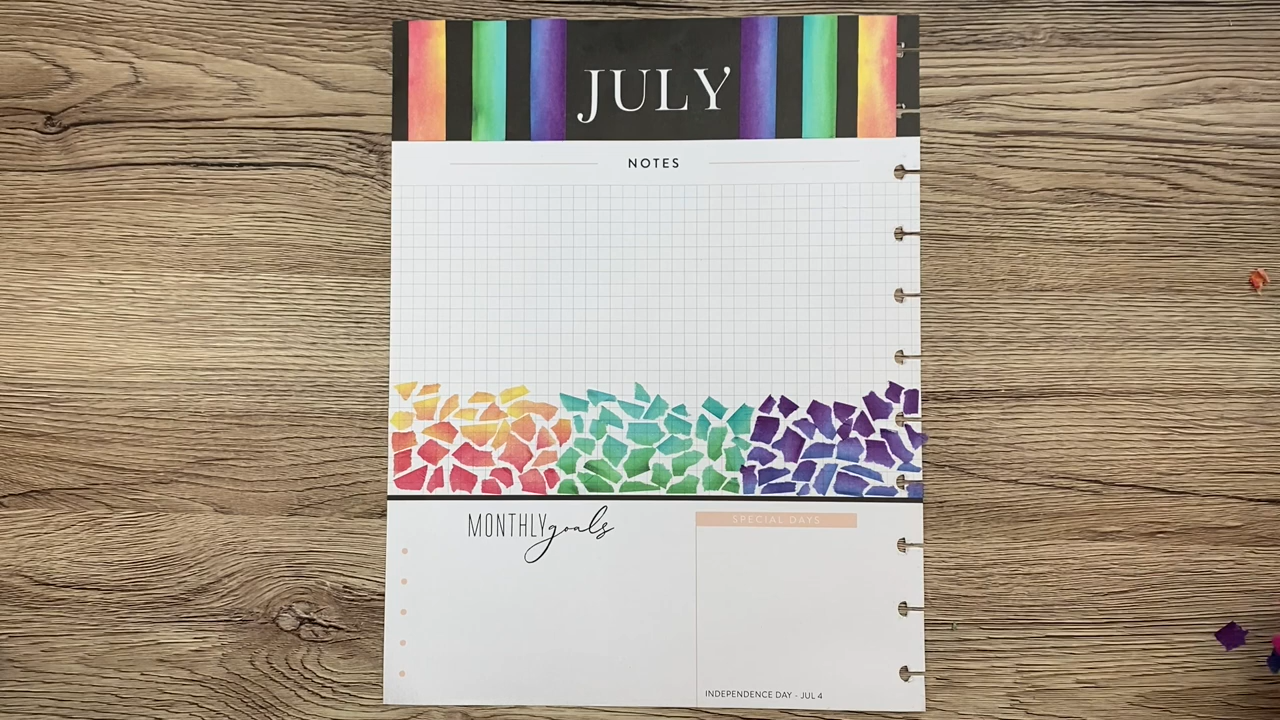 JULY
NOTES
MONTHLY goals
SPECIAL DAYS
INDEPENDENCE DAY - JUL 4